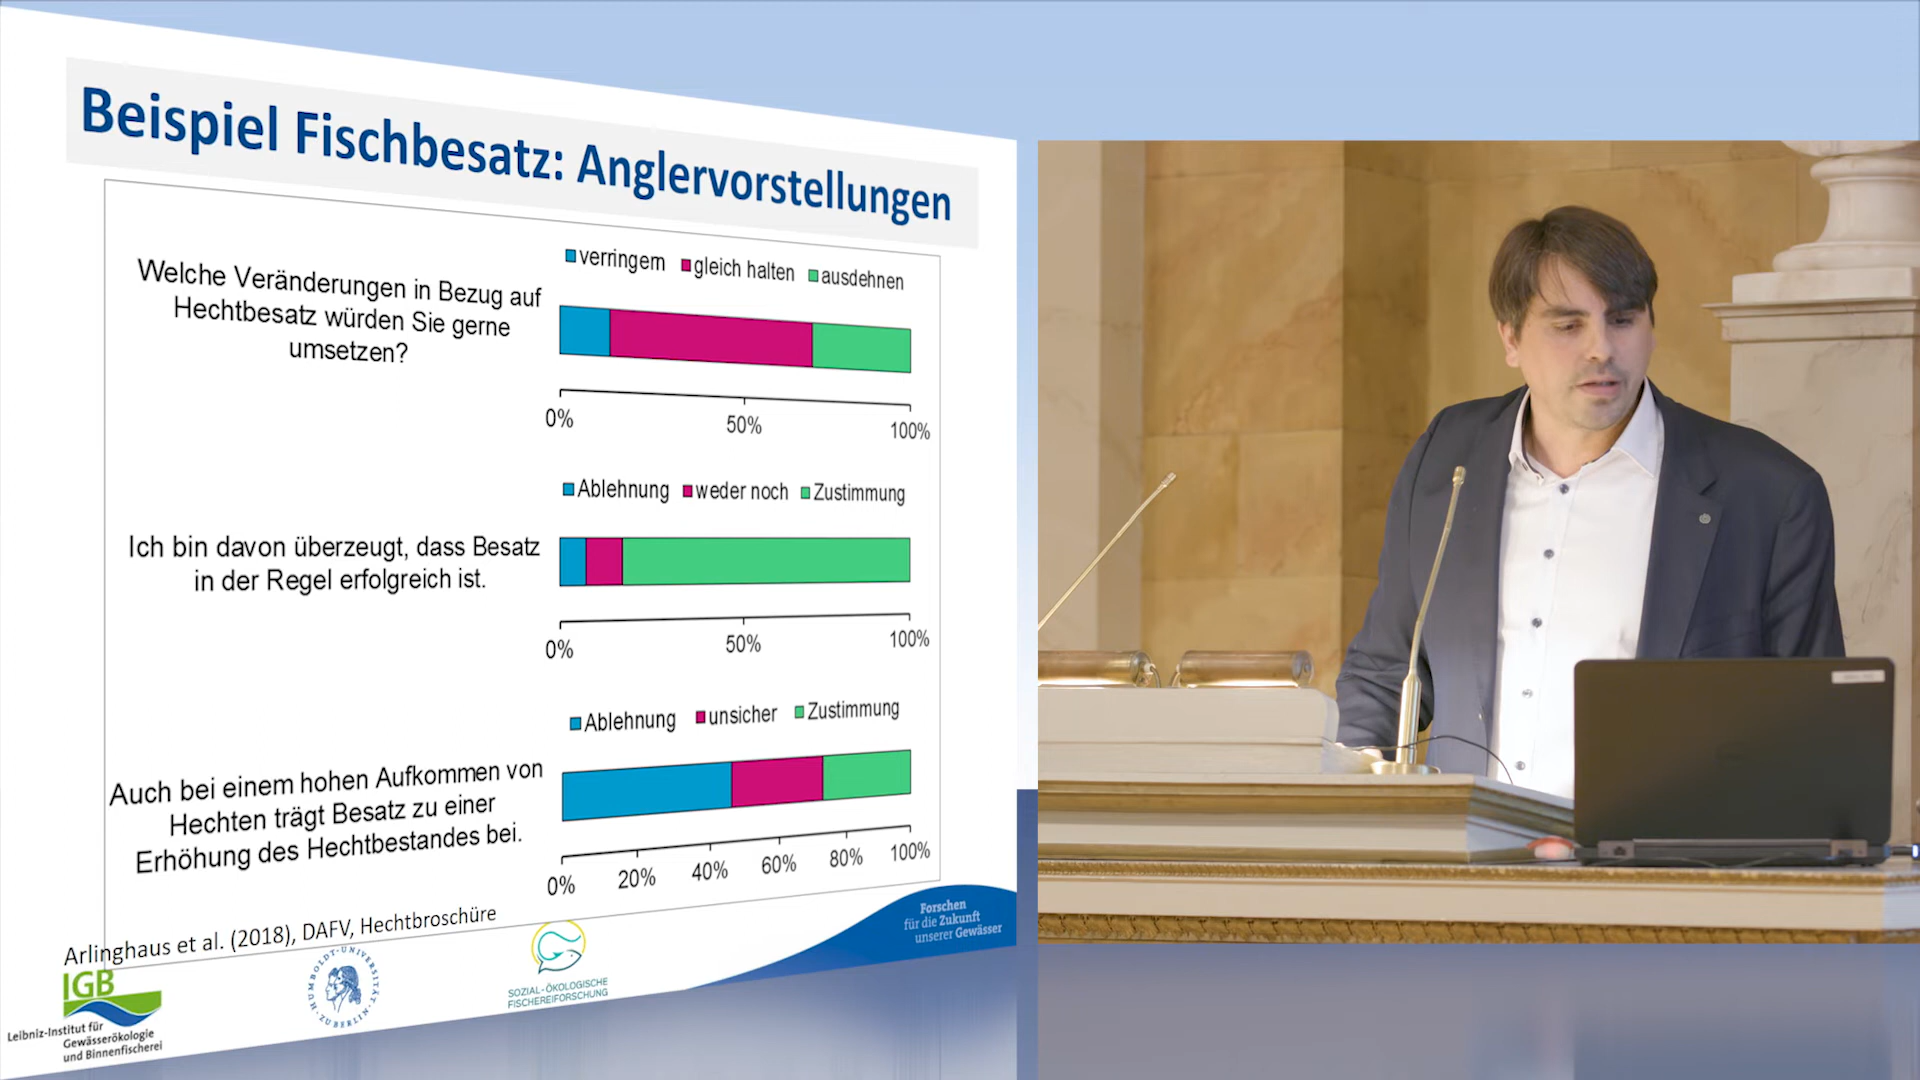 Beispiel Fischbesatz: Anglervorstellungen
verringern gleich halten ausdehnen
Welche Veränderungen in Bezug auf
Hechtbesatz würden Sie gerne
umsetzen?
0% 50% 100%
Ablehnung weder noch Zustimmung
Ich bin davon überzeugt, dass Besatz
in der Regel erfolgreich ist.
0% 50% 100%
Ablehnung unsicher Zustimmung
Auch bei einem hohen Aufkommen von
Hechten trägt Besatz zu einer
Erhöhung des Hechtbestandes bei.
0% 20% 40% 60% 80% 100%
Arlinghaus et al. (2018), DAFV, Hechtbroschüre
IGB
Leibniz-Institut für
Gewässerökologie
und Binnenfischerei
HUMBOLDT-UNIVERSITÄT
ZU BERLIN
SOZIAL-ÖKOLOGISCHE
FISCHEREIFORSCHUNG
Forschen
für die Zukunft
unserer Gewässer